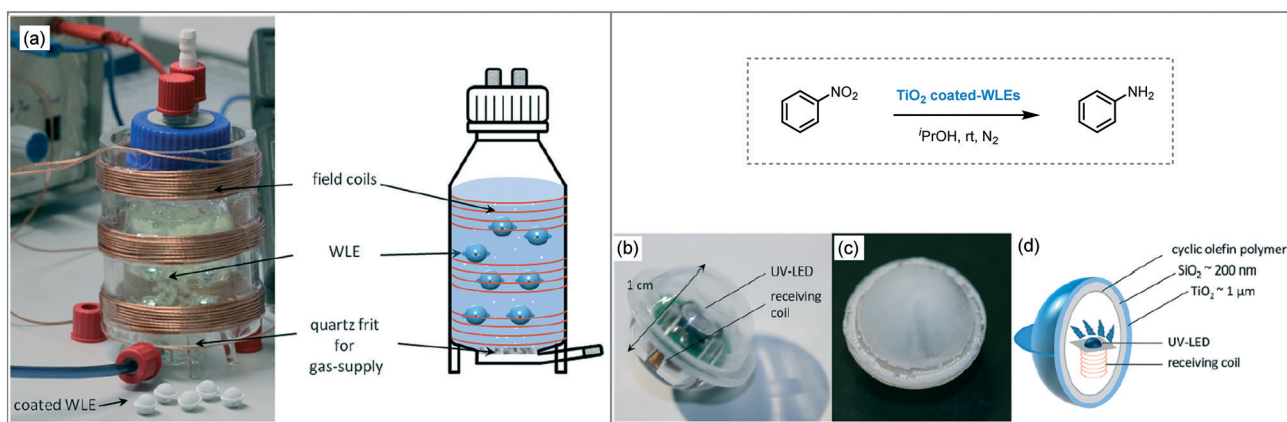 (a)
field coils
WLE
quartz frit
for
gas-supply
coated WLE
NO₂
TiO₂ coated-WLEs
ⁱPrOH, rt, N₂
NH₂
(b)
1 cm
UV-LED
receiving
coil
(c)
(d)
cyclic olefin polymer
SiO₂ ~ 200 nm
TiO₂ ~ 1 μm
UV-LED
receiving coil